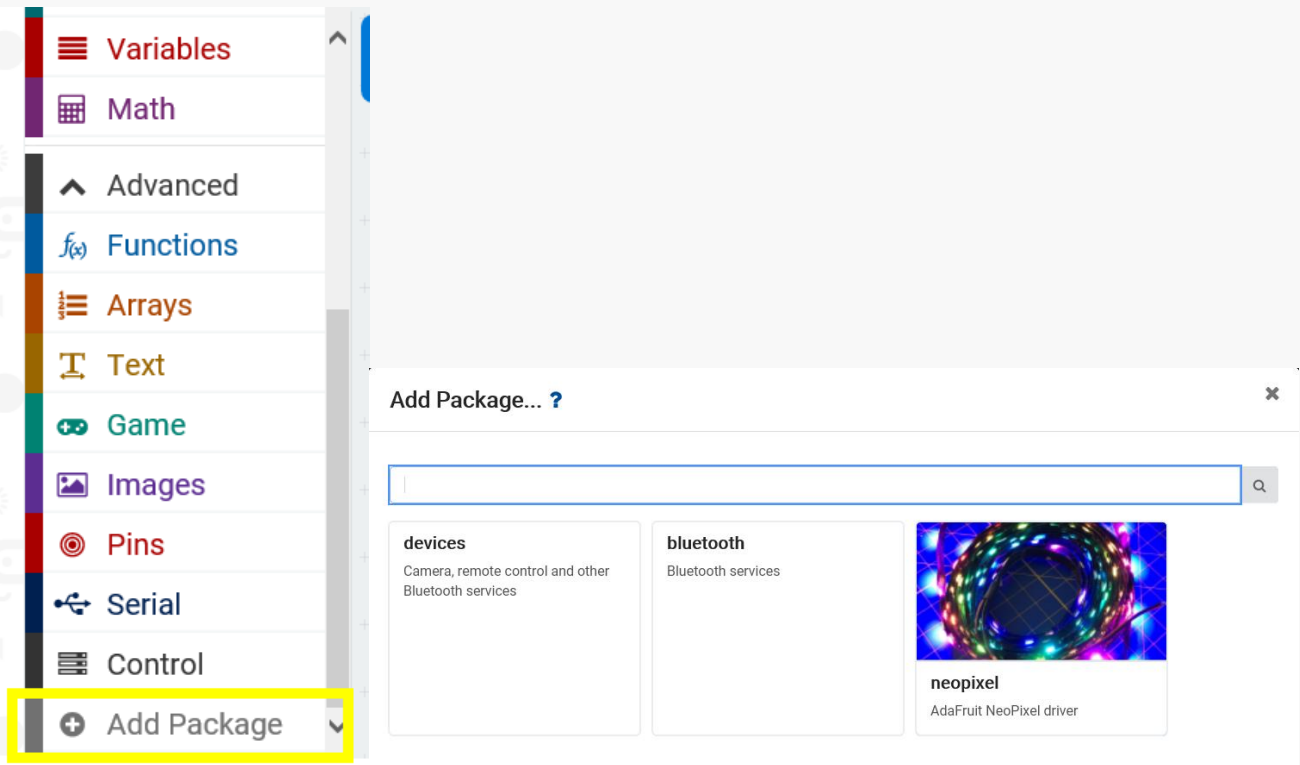 Variables
Math
Advanced
f(x) Functions
Arrays
Text
Game
Images
Pins
Serial
Control
Add Package
Add Package... ?
devices
Camera, remote control and other
Bluetooth services
bluetooth
Bluetooth services
neopixel
AdaFruit NeoPixel driver